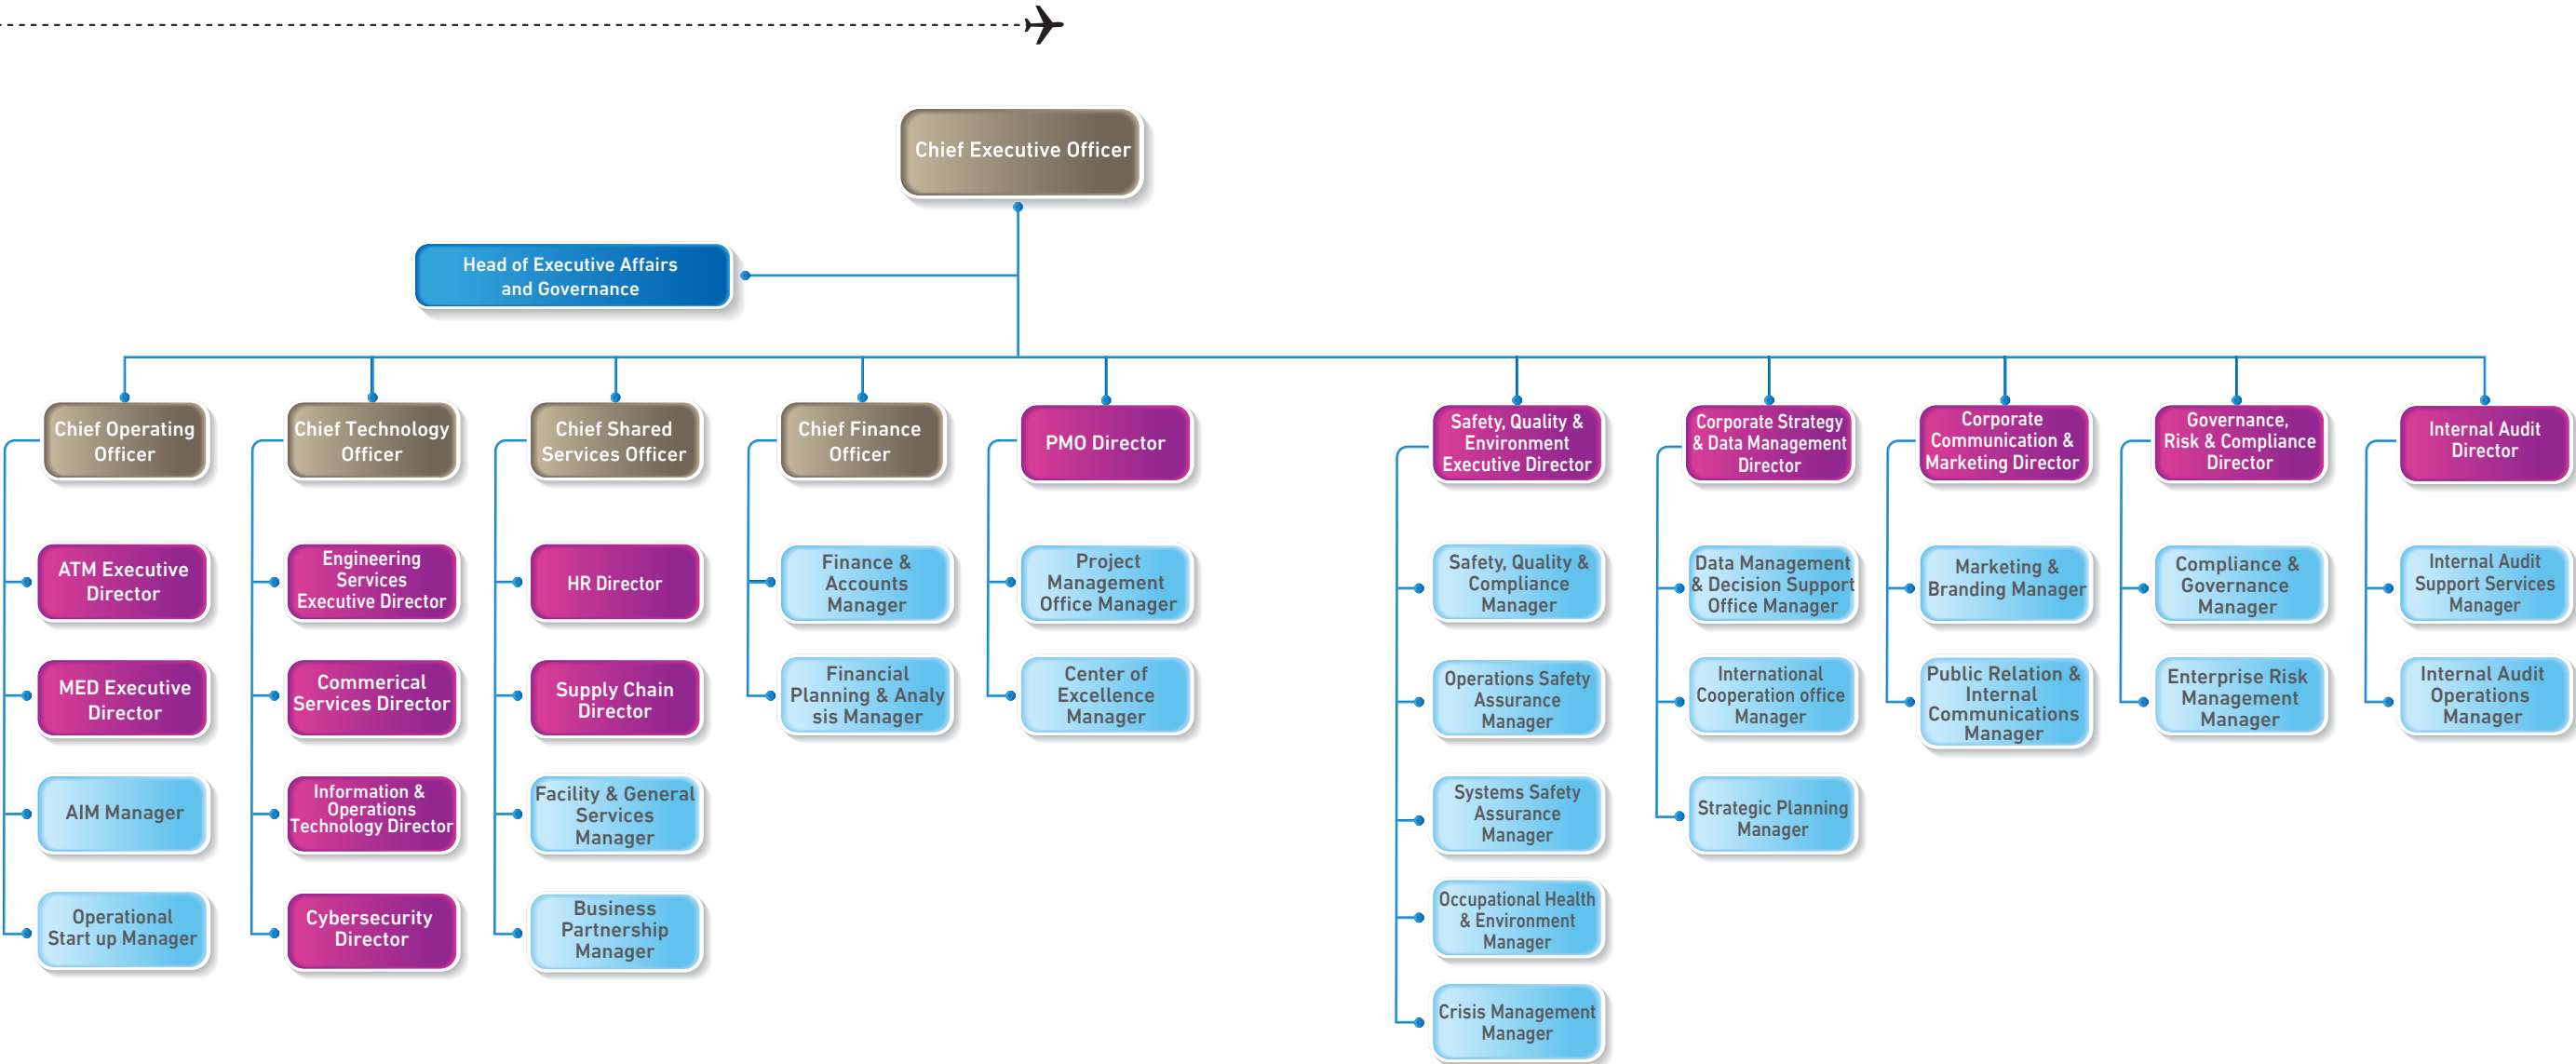 Chief Executive Officer
Head of Executive Affairs
and Governance
Chief Operating
Officer
ATM Executive
Director
MED Executive
Director
AIM Manager
Operational
Start up Manager
Chief Technology
Officer
Engineering
Services
Executive Director
Commerical
Services Director
Information &
Operations
Technology Director
Cybersecurity
Director
Chief Shared
Services Officer
HR Director
Supply Chain
Director
Facility & General
Services
Manager
Business
Partnership
Manager
Chief Finance
Officer
Finance &
Accounts
Manager
Financial
Planning & Analy
sis Manager
PMO Director
Project
Management
Office Manager
Center of
Excellence
Manager
Safety, Quality &
Environment
Executive Director
Safety, Quality &
Compliance
Manager
Operations Safety
Assurance
Manager
Systems Safety
Assurance
Manager
Occupational Health
& Environment
Manager
Crisis Management
Manager
Corporate Strategy
& Data Management
Director
Data Management
& Decision Support
Office Manager
International
Cooperation office
Manager
Strategic Planning
Manager
Corporate
Communication &
Marketing Director
Marketing &
Branding Manager
Public Relation &
Internal
Communications
Manager
Governance,
Risk & Compliance
Director
Compliance &
Governance
Manager
Enterprise Risk
Management
Manager
Internal Audit
Director
Internal Audit
Support Services
Manager
Internal Audit
Operations
Manager